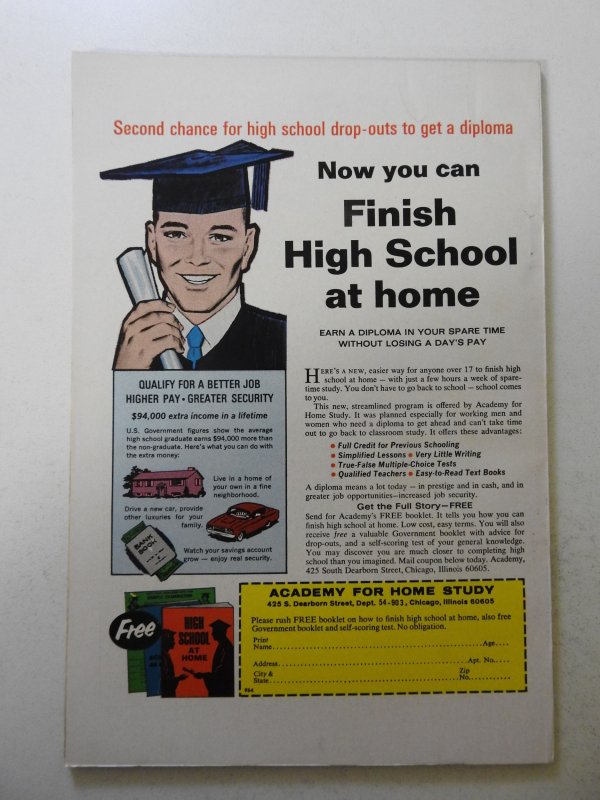 Second chance for high school drop-outs to get a diploma
Now you can
Finish
High School
at home
EARN A DIPLOMA IN YOUR SPARE TIME
WITHOUT LOSING A DAY'S PAY
QUALIFY FOR A BETTER JOB
HIGHER PAY • GREATER SECURITY
$94,000 extra income in a lifetime
U.S. Government figures show the average
high school graduate earns $94,000 more than
the non-graduate. Here's what you can do with
the extra money:
Live in a home of
your own in a fine
neighborhood.
Drive a new car, provide
other luxuries for your
family.
BANK
BOOK
Watch your savings account
grow — enjoy real security.
HERE'S A NEW, easier way for anyone over 17 to finish high
school at home — with just a few hours a week of spare-
time study. You don't have to go back to school — school comes
to you.
This new, streamlined program is offered by Academy for
Home Study. It was planned especially for working men and
women who need a diploma to get ahead and can't take time
out to go back to classroom study. It offers these advantages:
• Full Credit for Previous Schooling
• Simplified Lessons • Very Little Writing
• True-False Multiple-Choice Tests
• Qualified Teachers • Easy-to-Read Text Books
A diploma means a lot today — in prestige and in cash, and in
greater job opportunities—increased job security.
Get the Full Story—FREE
Send for Academy's FREE booklet. It tells you how you can
finish high school at home. Low cost, easy terms. You will also
receive free a valuable Government booklet with advice for
drop-outs, and a self-scoring test of your general knowledge.
You may discover you are much closer to completing high
school than you imagined. Mail coupon below today. Academy,
425 South Dearborn Street, Chicago, Illinois 60605.
Free
HIGH
SCHOOL
AT
HOME
ACADEMY FOR HOME STUDY
425 S. Dearborn Street, Dept. 54-903, Chicago, Illinois 60605
Please rush FREE booklet on how to finish high school at home, also free
Government booklet and self-scoring test. No obligation.
Print
Name Age
Address Apt. No.
City & Zip
State No.